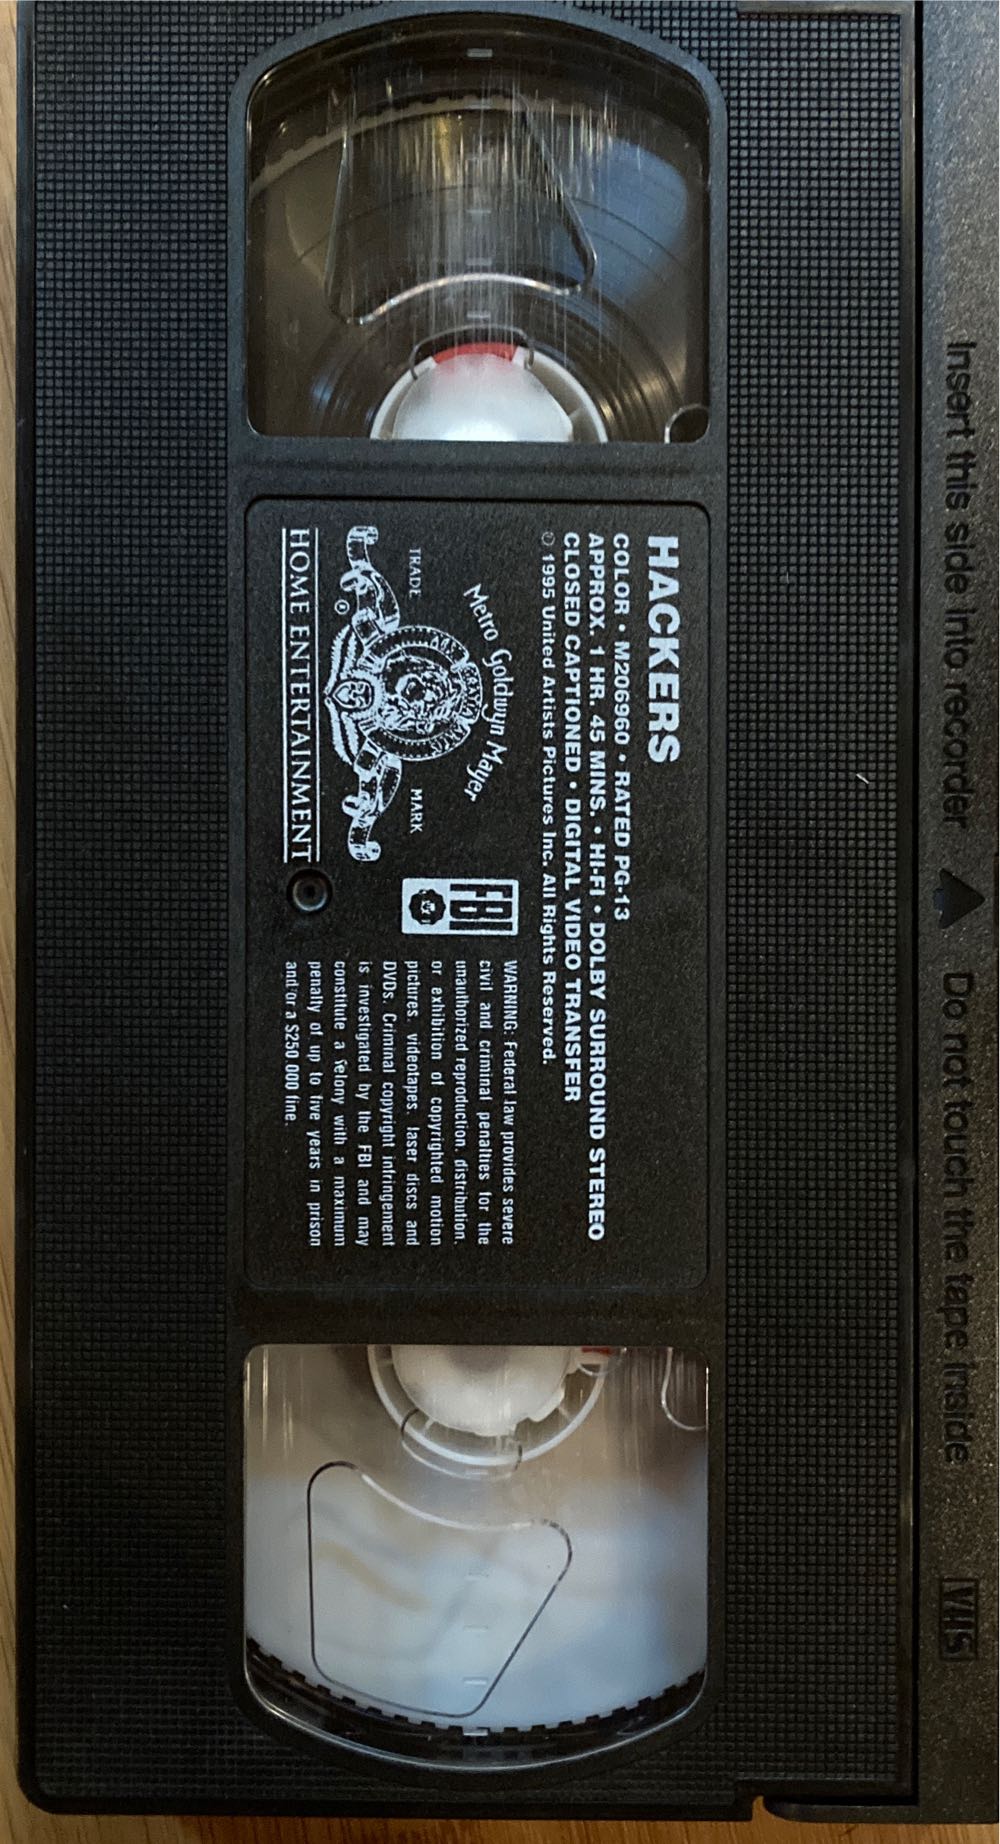 Insert this side into recorder ▲ Do not touch the tape inside VHS
HACKERS
COLOR • M206960 • RATED PG-13
APPROX. 1 HR. 45 MINS. • HI-FI • DOLBY SURROUND STEREO
CLOSED CAPTIONED • DIGITAL VIDEO TRANSFER
© 1995 United Artists Pictures Inc. All Rights Reserved.
Metro Goldwyn Mayer
TRADE MARK
ARS GRATIA ARTIS
®
HOME ENTERTAINMENT
FBI
WARNING: Federal law provides severe
civil and criminal penalties for the
unauthorized reproduction, distribution,
or exhibition of copyrighted motion
pictures, videotapes, laser discs and
DVDs. Criminal copyright infringement
is investigated by the FBI and may
constitute a felony with a maximum
penalty of up to five years in prison
and/or a $250,000 fine.